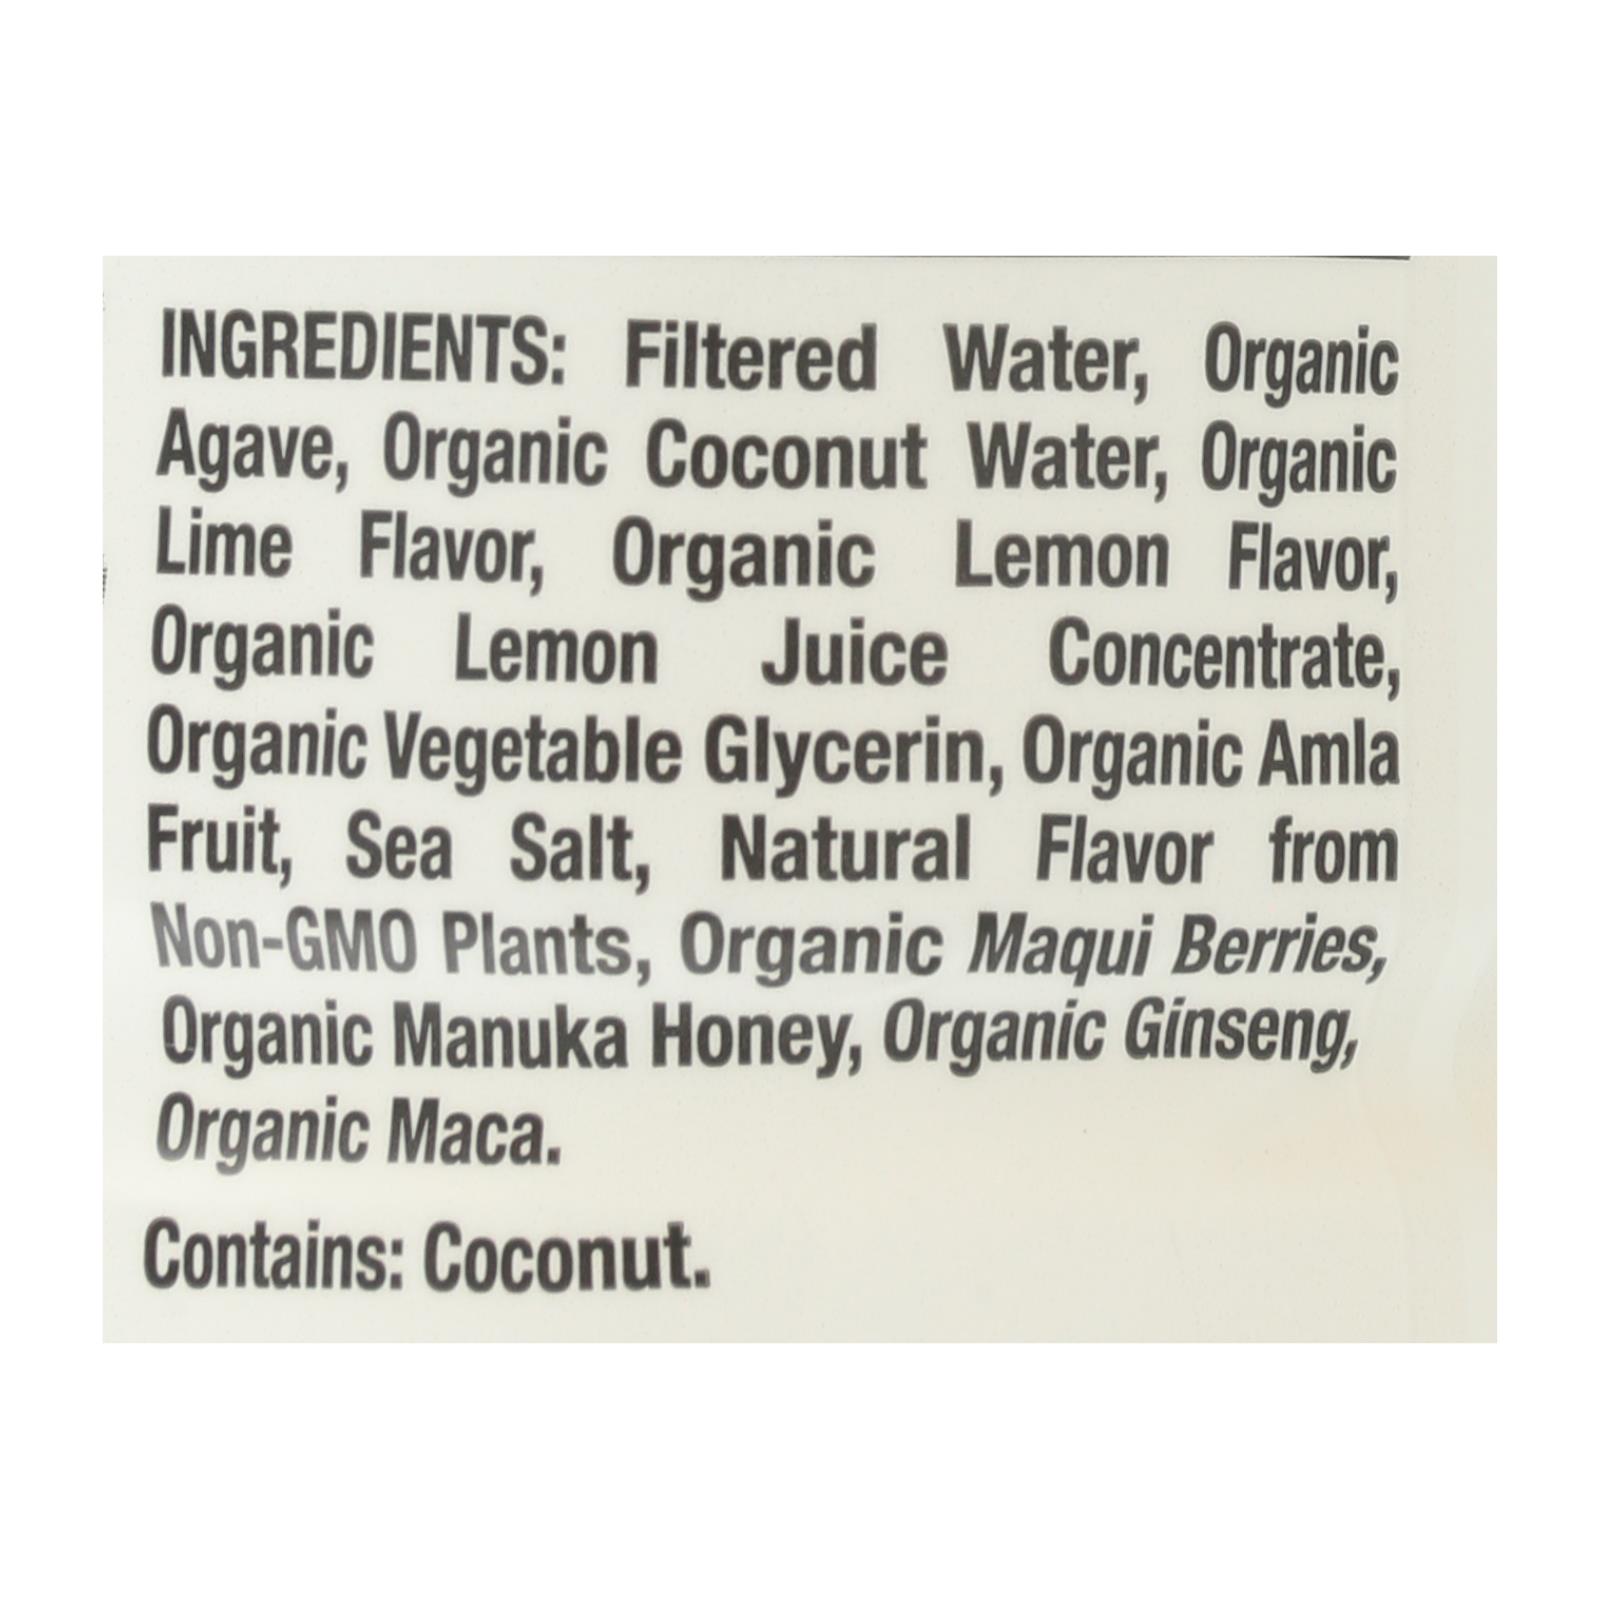 INGREDIENTS: Filtered Water, Organic
Agave, Organic Coconut Water, Organic
Lime Flavor, Organic Lemon Flavor,
Organic Lemon Juice Concentrate,
Organic Vegetable Glycerin, Organic Amla
Fruit, Sea Salt, Natural Flavor from
Non-GMO Plants, Organic Maqui Berries,
Organic Manuka Honey, Organic Ginseng,
Organic Maca.
Contains: Coconut.